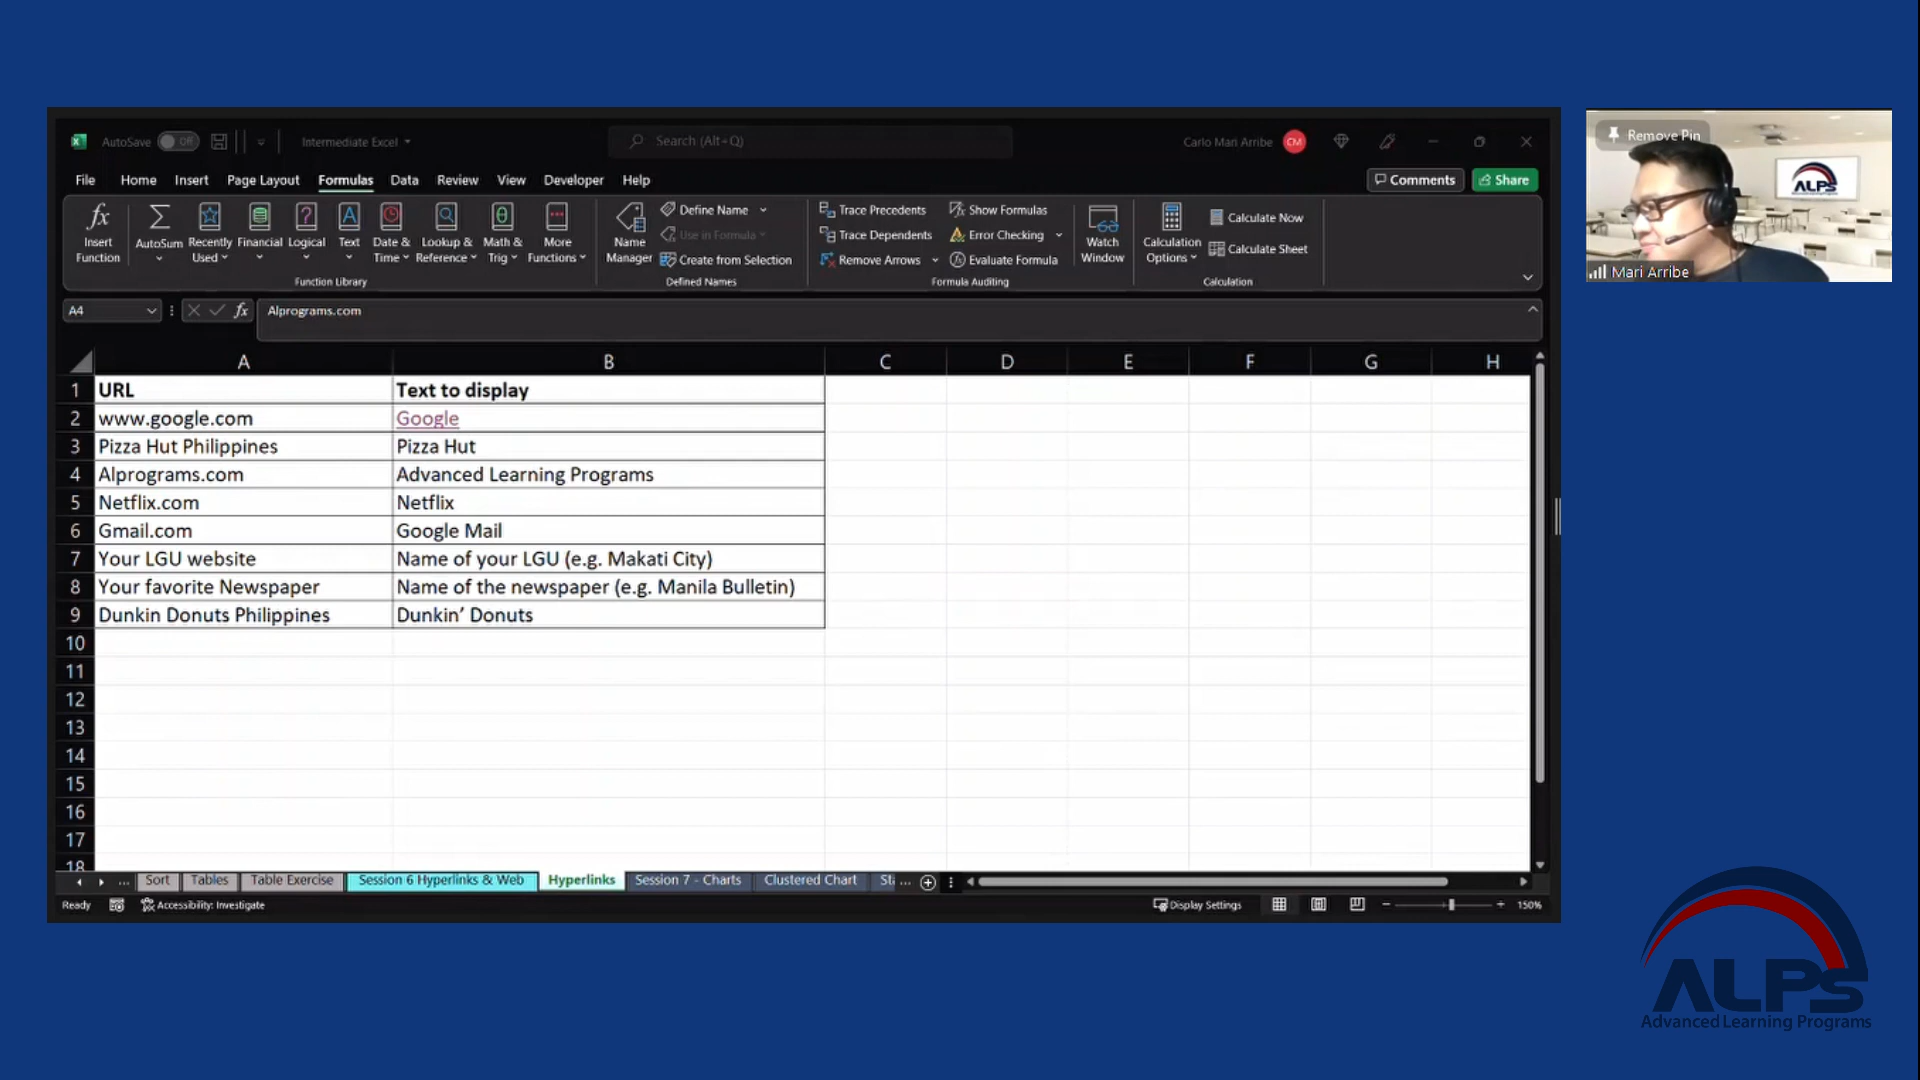 AutoSave Off Intermediate Excel Search (Alt+Q) Carlo Mari Arribe CM
File Home Insert Page Layout Formulas Data Review View Developer Help Comments Share
Insert Function AutoSum Recently Used Financial Logical Text Date & Time Lookup & Reference Math & Trig More Functions
Function Library
Name Manager Define Name Use in Formula Create from Selection
Defined Names
Trace Precedents Show Formulas
Trace Dependents Error Checking
Remove Arrows Evaluate Formula
Formula Auditing
Watch Window
Calculation Options Calculate Now Calculate Sheet
Calculation
A4 fx Alprograms.com
A B C D E F G H
1 URL Text to display
2 www.google.com Google
3 Pizza Hut Philippines Pizza Hut
4 Alprograms.com Advanced Learning Programs
5 Netflix.com Netflix
6 Gmail.com Google Mail
7 Your LGU website Name of your LGU (e.g. Makati City)
8 Your favorite Newspaper Name of the newspaper (e.g. Manila Bulletin)
9 Dunkin Donuts Philippines Dunkin’ Donuts
10
11
12
13
14
15
16
17
18
... Sort Tables Table Exercise Session 6 Hyperlinks & Web Hyperlinks Session 7 - Charts Clustered Chart ...
Ready Accessibility: Investigate Display Settings 150%
Remove Pin
ALPs
Mari Arribe
ALPs
Advanced Learning Programs